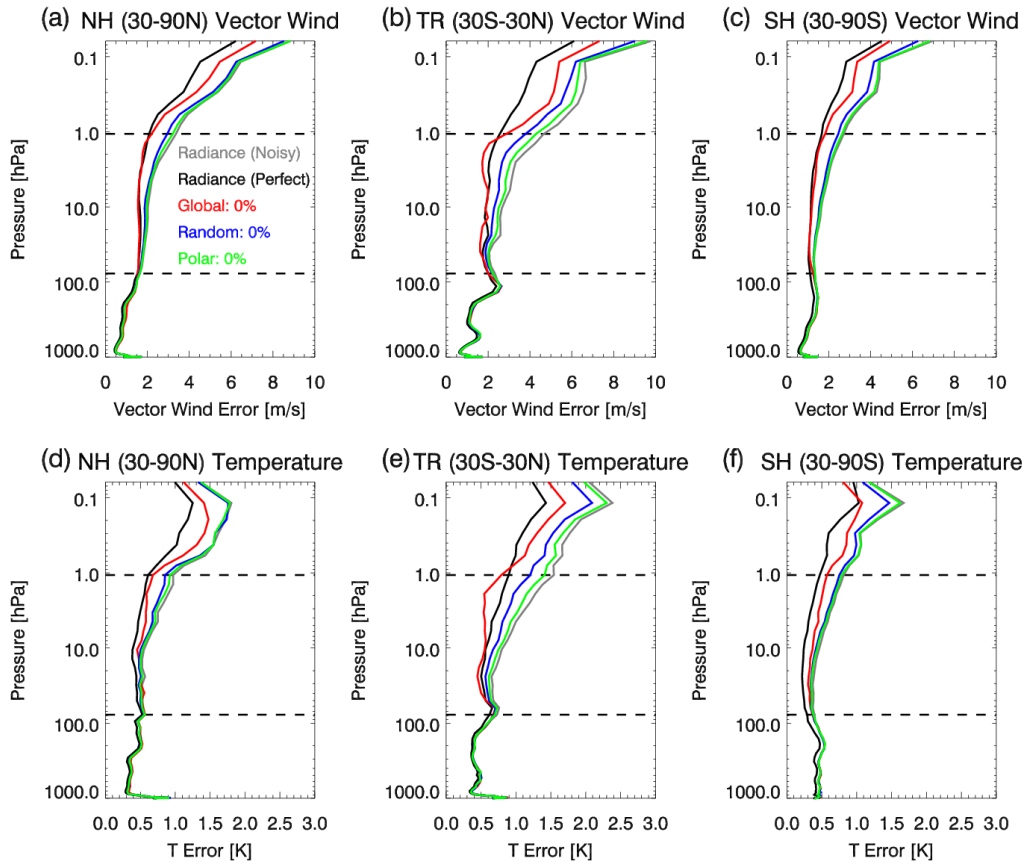 (a) NH (30-90N) Vector Wind
(b) TR (30S-30N) Vector Wind
(c) SH (30-90S) Vector Wind
Pressure [hPa]
0.1
1.0
10.0
100.0
1000.0
Radiance (Noisy)
Radiance (Perfect)
Global: 0%
Random: 0%
Polar: 0%
0 2 4 6 8 10
Vector Wind Error [m/s]
Pressure [hPa]
0.1
1.0
10.0
100.0
1000.0
0 2 4 6 8 10
Vector Wind Error [m/s]
Pressure [hPa]
0.1
1.0
10.0
100.0
1000.0
0 2 4 6 8 10
Vector Wind Error [m/s]
(d) NH (30-90N) Temperature
(e) TR (30S-30N) Temperature
(f) SH (30-90S) Temperature
Pressure [hPa]
0.1
1.0
10.0
100.0
1000.0
0.0 0.5 1.0 1.5 2.0 2.5 3.0
T Error [K]
Pressure [hPa]
0.1
1.0
10.0
100.0
1000.0
0.0 0.5 1.0 1.5 2.0 2.5 3.0
T Error [K]
Pressure [hPa]
0.1
1.0
10.0
100.0
1000.0
0.0 0.5 1.0 1.5 2.0 2.5 3.0
T Error [K]